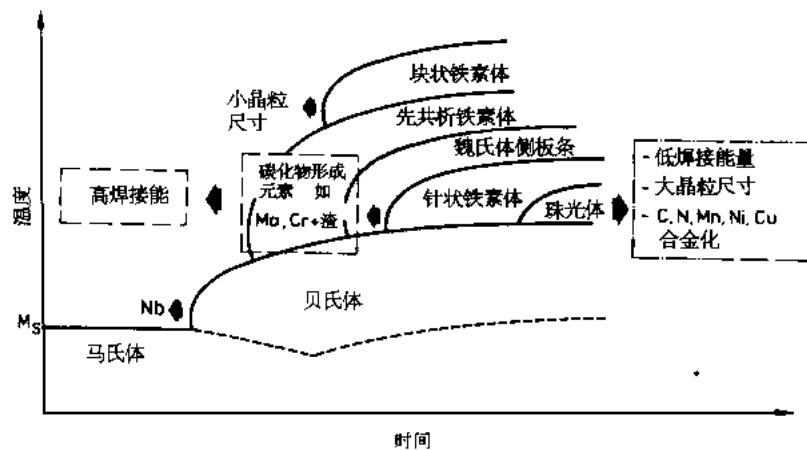 块状铁素体
小晶粒
尺寸
先共析铁素体
魏氏体侧板条
碳化物形成
元素 如
Mo, Cr+渣
高焊接能
针状铁素体
珠光体
- 低焊接能量
- 大晶粒尺寸
- C, N, Mn, Ni, Cu
合金化
温度
Nb
贝氏体
Ms
马氏体
时间